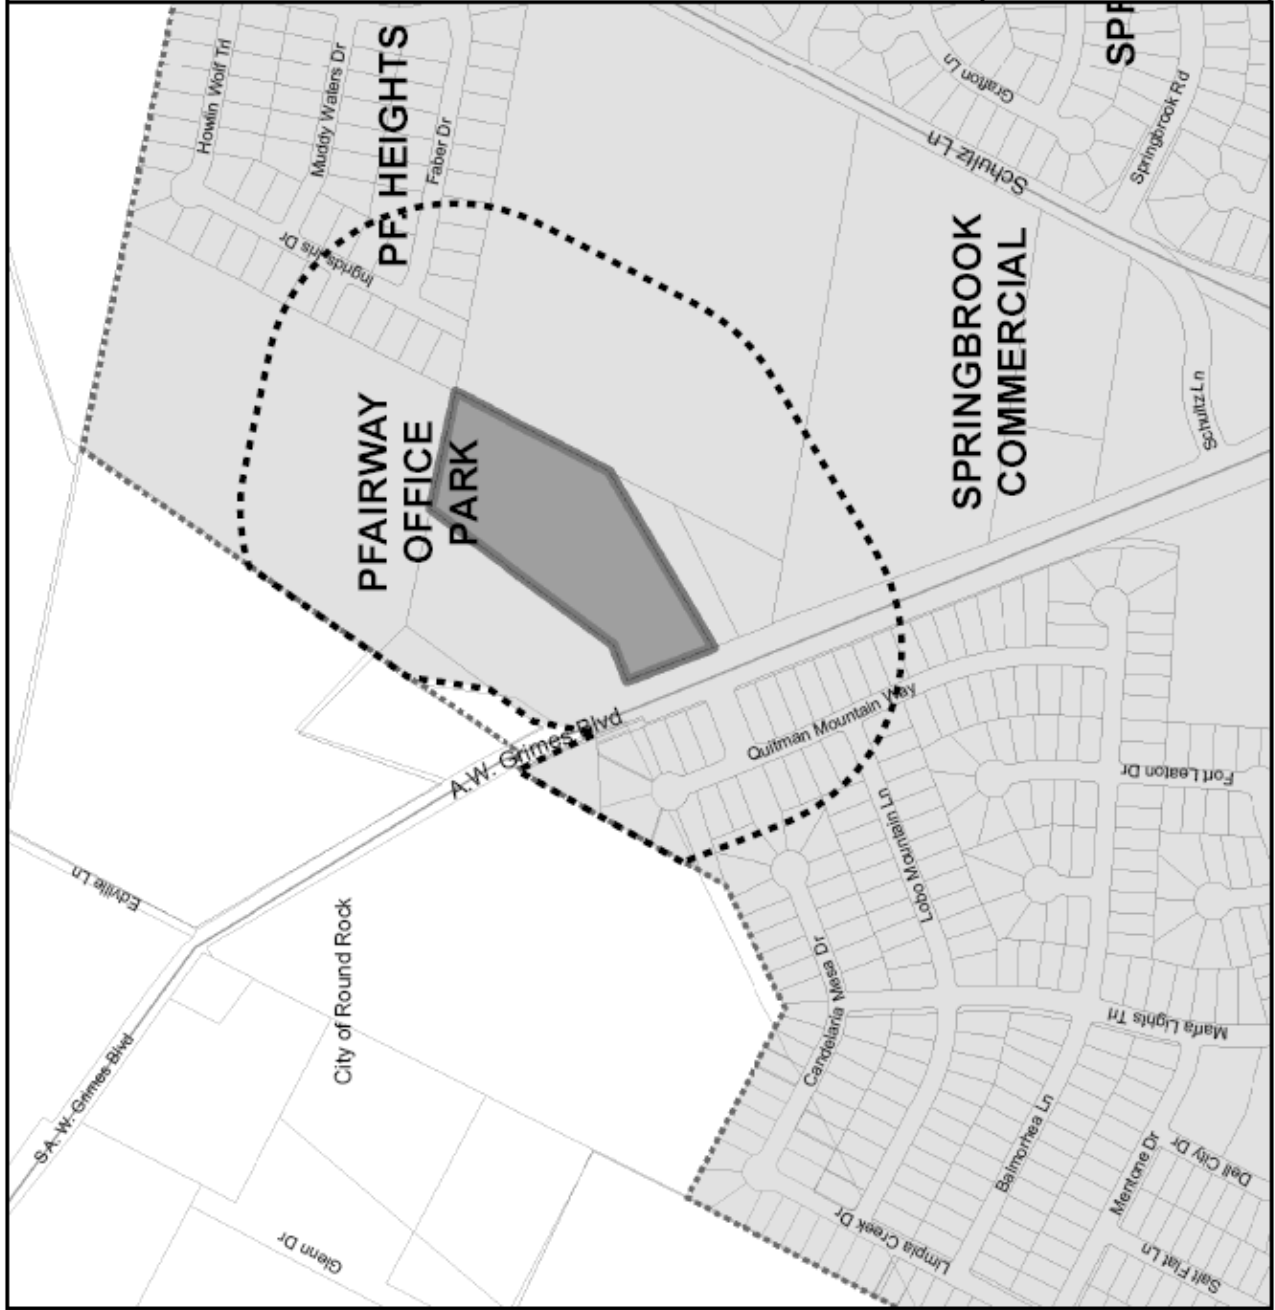 Howlin Wolf Trl
Muddy Waters Dr
PF. HEIGHTS
Faber Dr
Ingrids Iris Dr
Grafton Ln
SPR
Springbrook Rd
Schultz Ln
PFAIRWAY
OFFICE
PARK
SPRINGBROOK
COMMERCIAL
Schultz Ln
A.W. Grimes Blvd
Quitman Mountain Way
Fort Leaton Dr
Lobo Mountain Ln
Edville Ln
City of Round Rock
S A. W. Grimes Blvd
Candelaria Mesa Dr
Marfa Lights Trl
Balmorhea Ln
Mentone Dr
Dell City Dr
Limpia Creek Dr
Salt Flat Ln
Glenn Dr